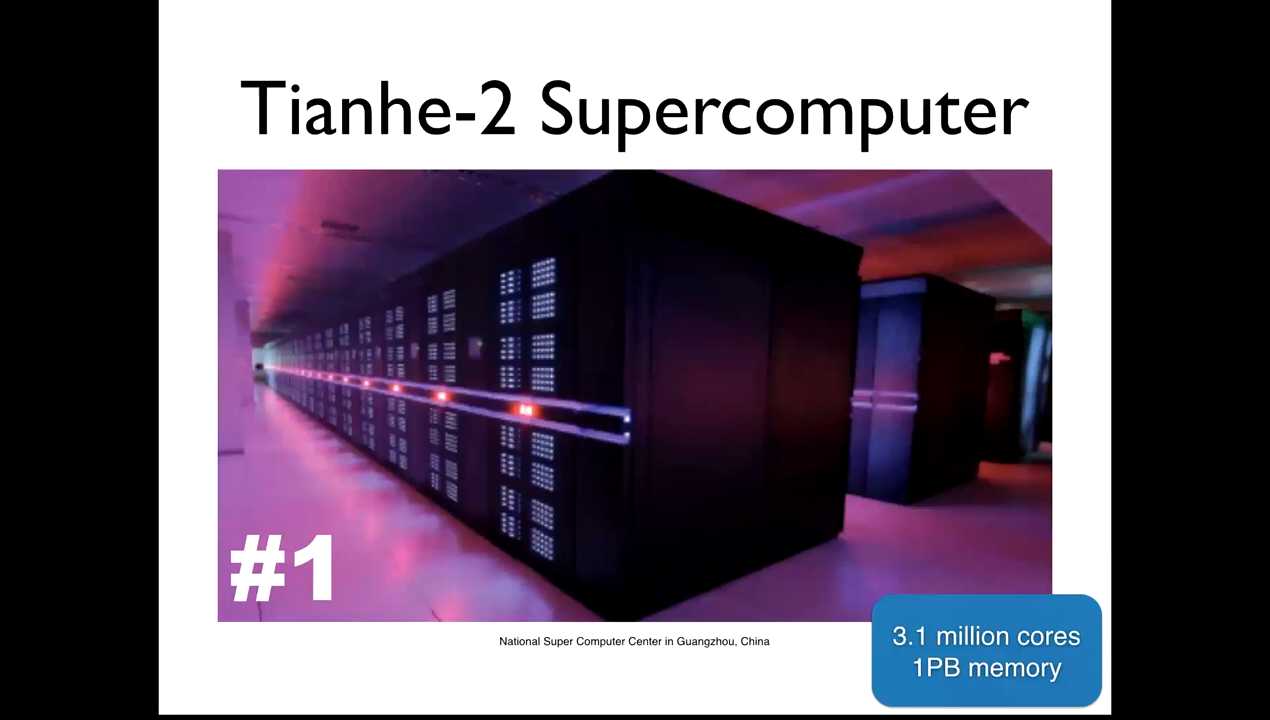 Tianhe-2 Supercomputer
#1
National Super Computer Center in Guangzhou, China
3.1 million cores
1PB memory